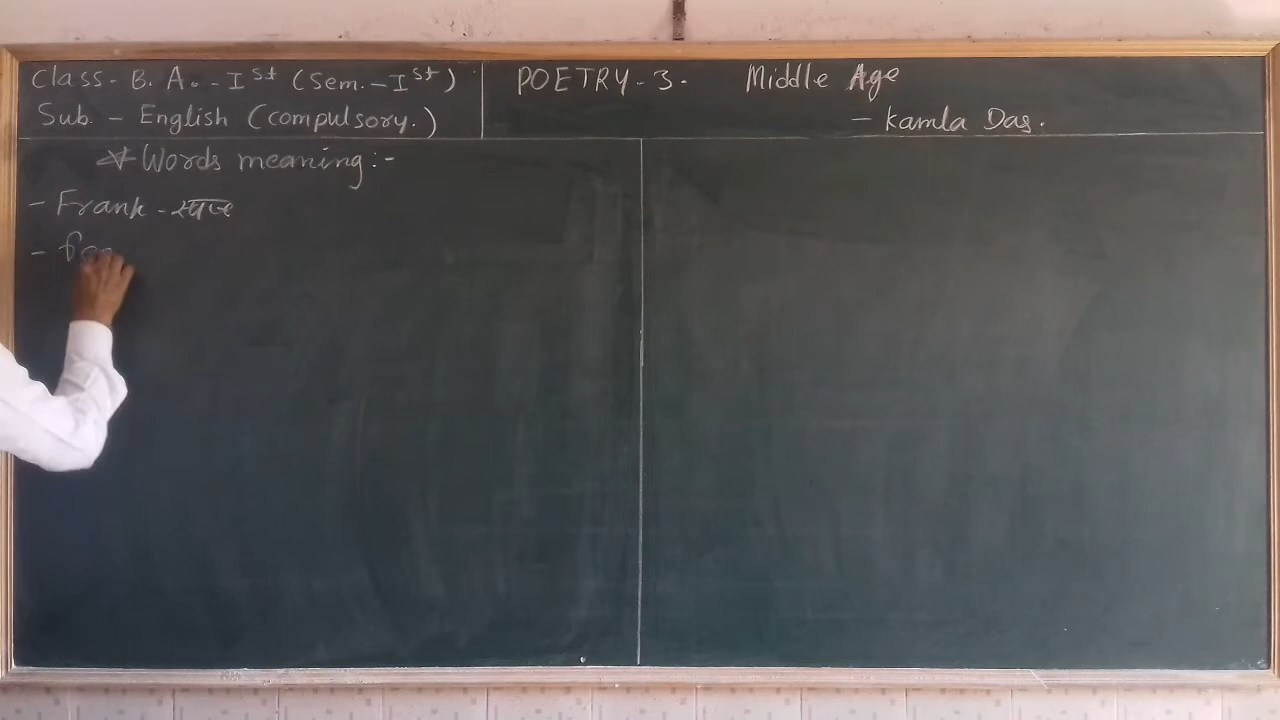 Class- B. A. - Ist (Sem. - Ist)
Sub. - English (compulsory.)
POETRY - 3. Middle Age
- Kamla Das.
Words meaning :-
- Frank - स्पष्ट
-